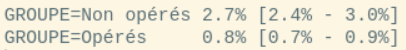 GROUPE=Non opérés 2.7% [2.4% - 3.0%]
GROUPE=Opérés     0.8% [0.7% - 0.9%]